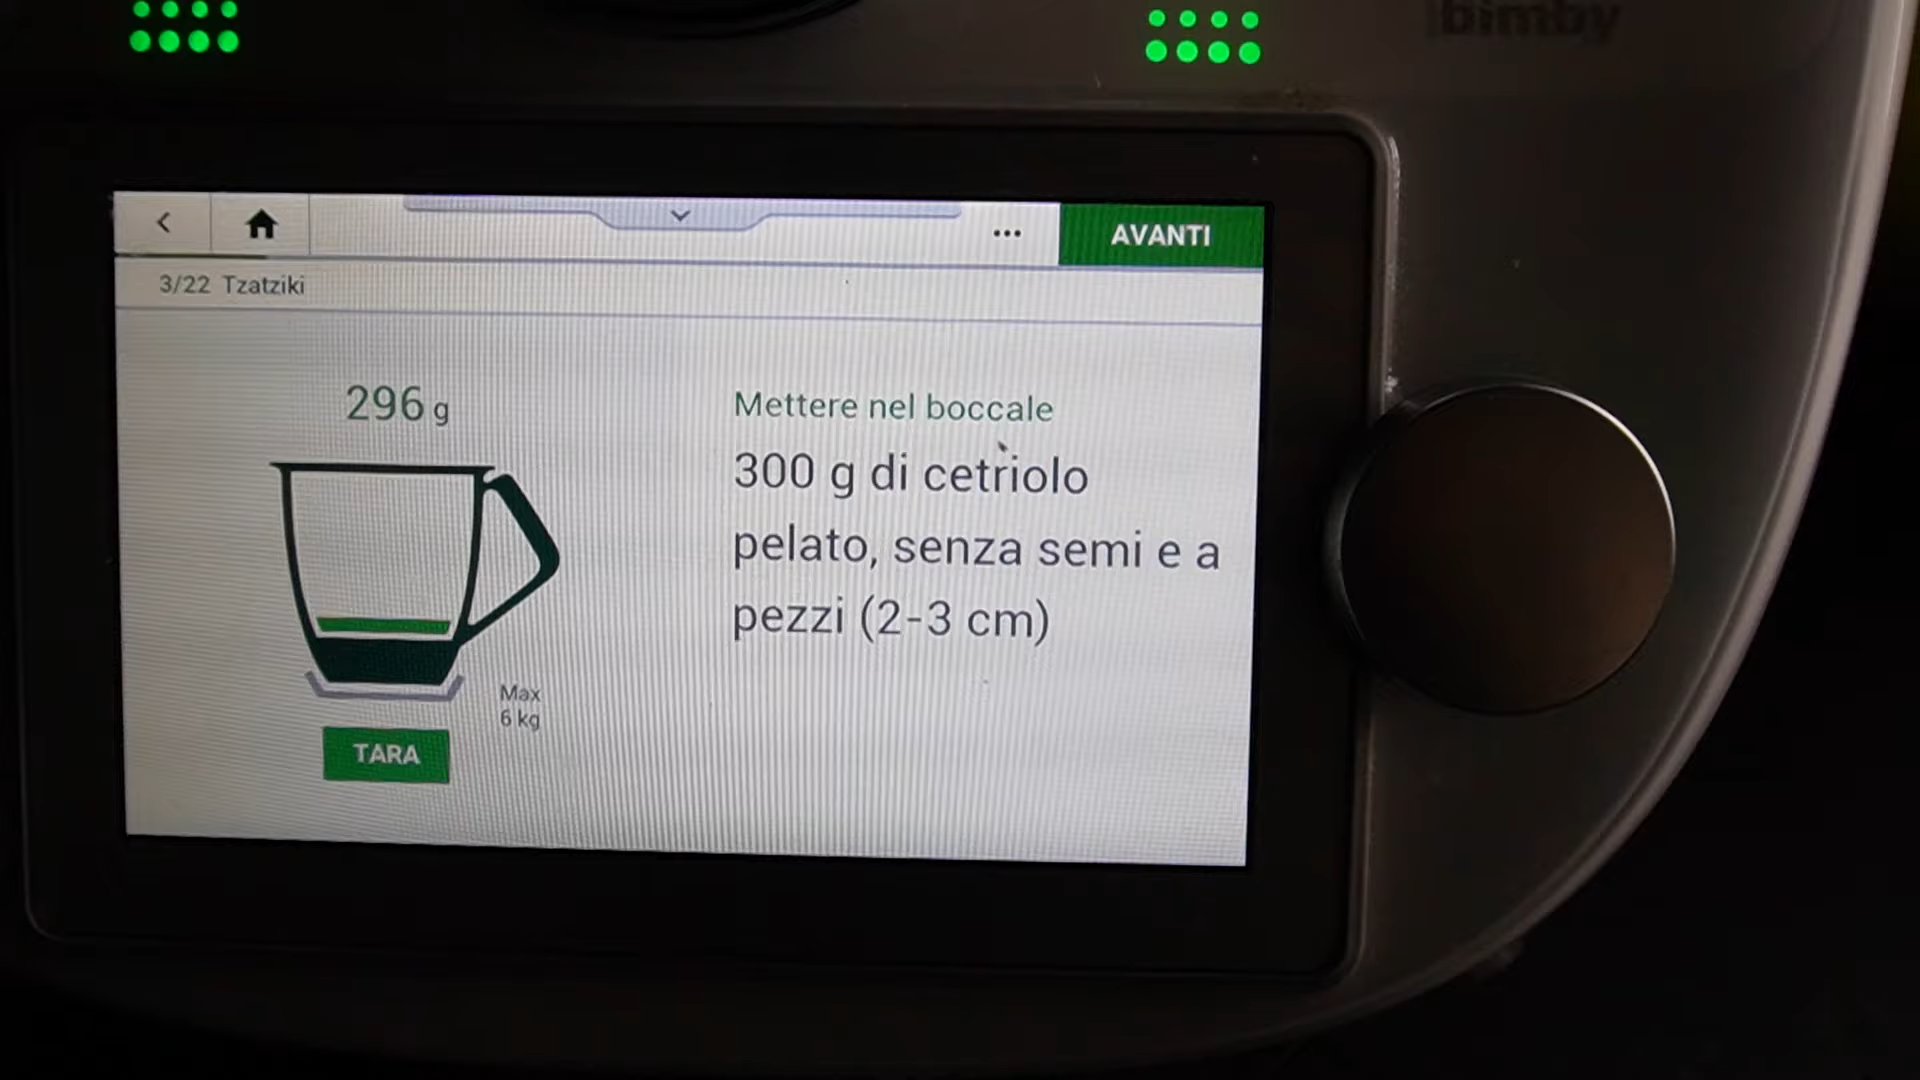 bimby
AVANTI
3/22 Tzatziki
296 g
Mettere nel boccale
300 g di cetriolo
pelato, senza semi e a
pezzi (2-3 cm)
Max
6 kg
TARA